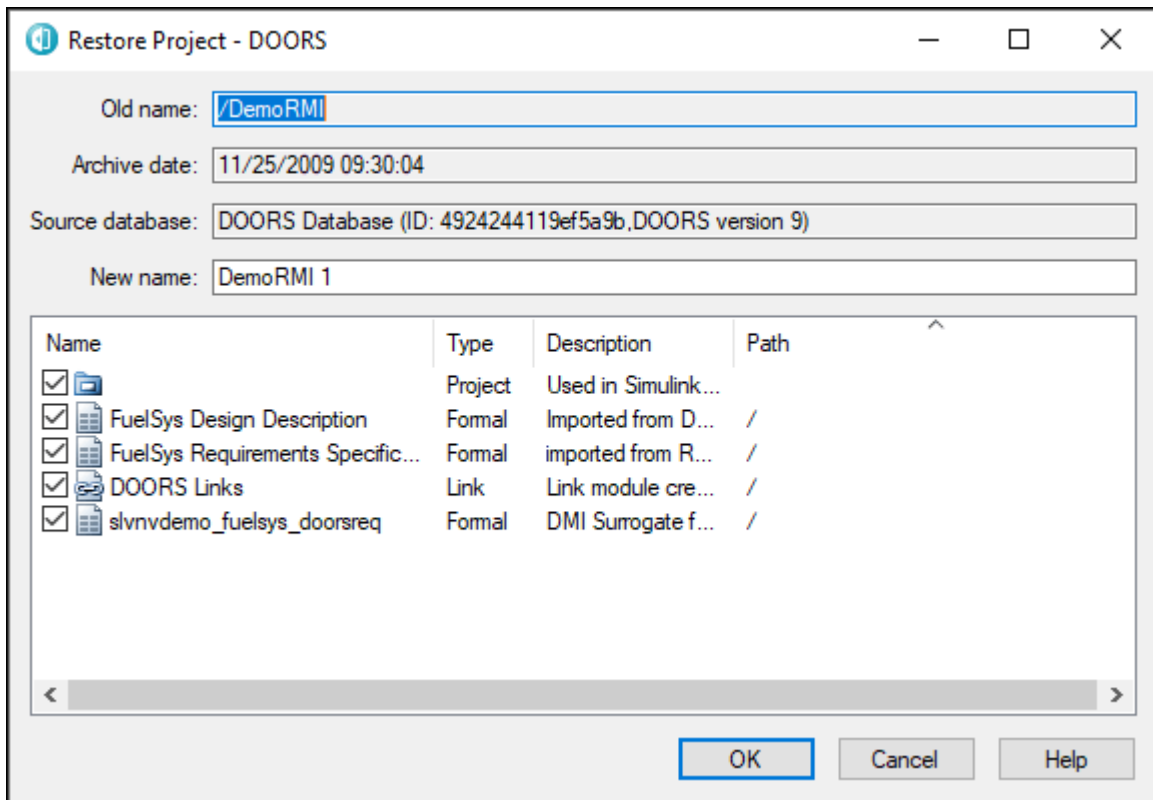 Restore Project - DOORS
Old name: /DemoRMI
Archive date: 11/25/2009 09:30:04
Source database: DOORS Database (ID: 4924244119ef5a9b,DOORS version 9)
New name: DemoRMI 1
Name Type Description Path
Project Used in Simulink...
FuelSys Design Description Formal Imported from D... /
FuelSys Requirements Specific... Formal imported from R... /
DOORS Links Link Link module cre... /
slvnvdemo_fuelsys_doorsreq Formal DMI Surrogate f... /
OK Cancel Help